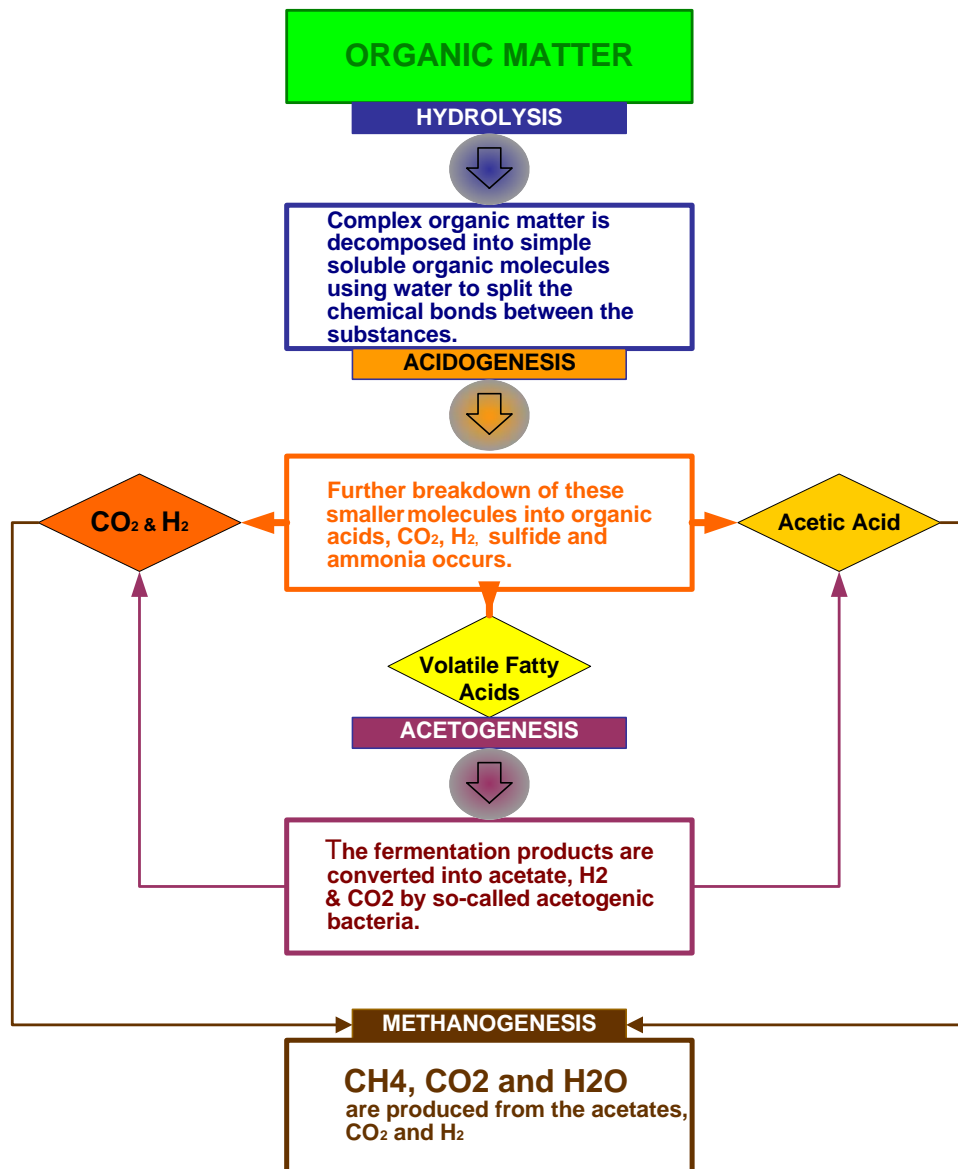 ORGANIC MATTER
HYDROLYSIS
Complex organic matter is
decomposed into simple
soluble organic molecules
using water to split the
chemical bonds between the
substances.
ACIDOGENESIS
Further breakdown of these
smaller molecules into organic
acids, CO₂, H₂, sulfide and
ammonia occurs.
CO₂ & H₂
Acetic Acid
Volatile Fatty
Acids
ACETOGENESIS
The fermentation products are
converted into acetate, H2
& CO2 by so-called acetogenic
bacteria.
METHANOGENESIS
CH4, CO2 and H2O
are produced from the acetates,
CO₂ and H₂